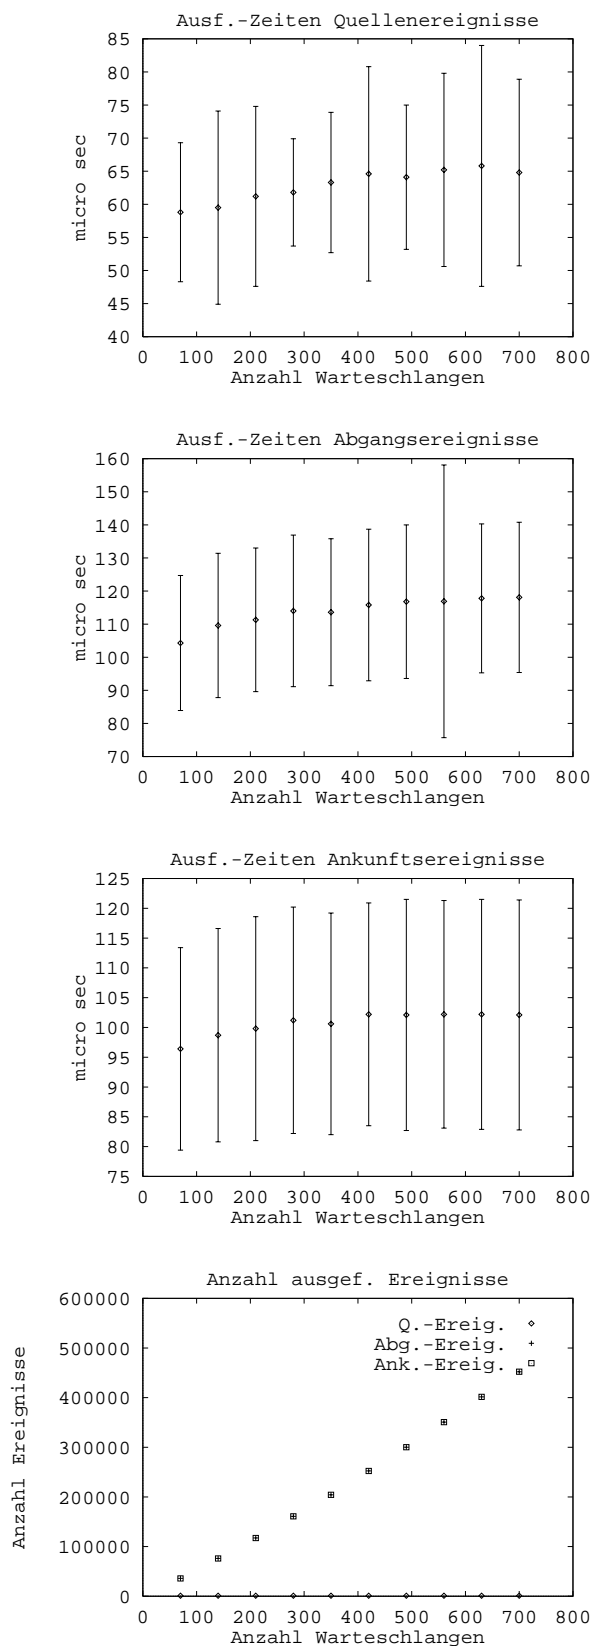 Ausf.-Zeiten Quellenereignisse
85
80
75
70
65
60
55
50
45
40
micro sec
0 100 200 300 400 500 600 700 800
Anzahl Warteschlangen
Ausf.-Zeiten Abgangsereignisse
160
150
140
130
120
110
100
90
80
70
micro sec
0 100 200 300 400 500 600 700 800
Anzahl Warteschlangen
Ausf.-Zeiten Ankunftsereignisse
125
120
115
110
105
100
95
90
85
80
75
micro sec
0 100 200 300 400 500 600 700 800
Anzahl Warteschlangen
Anzahl ausgef. Ereignisse
600000
500000
400000
300000
200000
100000
0
Anzahl Ereignisse
Q.-Ereig.
Abg.-Ereig.
Ank.-Ereig.
0 100 200 300 400 500 600 700 800
Anzahl Warteschlangen